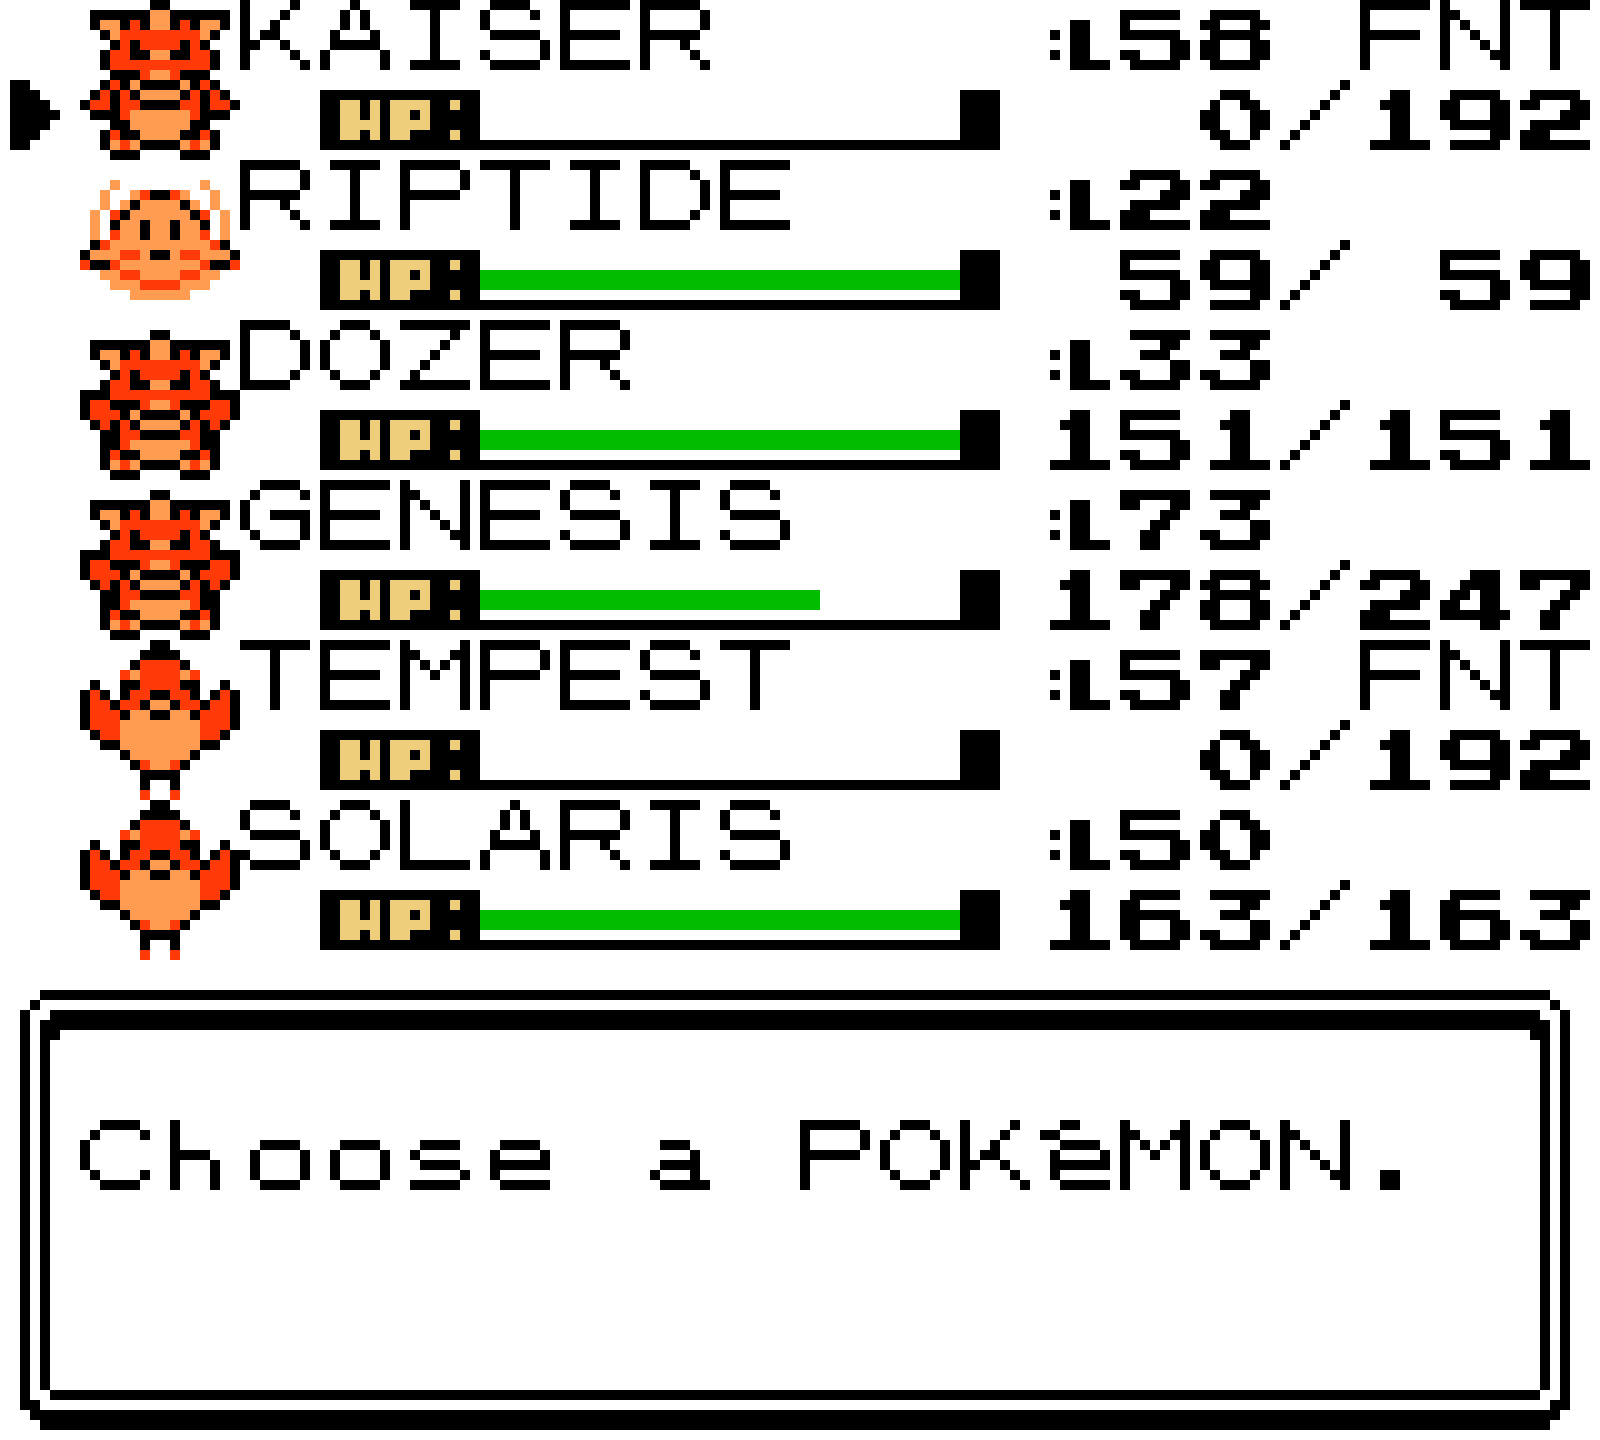 KAISER :L58 FNT
HP: 0/192
RIPTIDE :L22
HP: 59/ 59
DOZER :L33
HP: 151/151
GENESIS :L73
HP: 178/247
TEMPEST :L57 FNT
HP: 0/192
SOLARIS :L50
HP: 163/163
Choose a POKéMON.